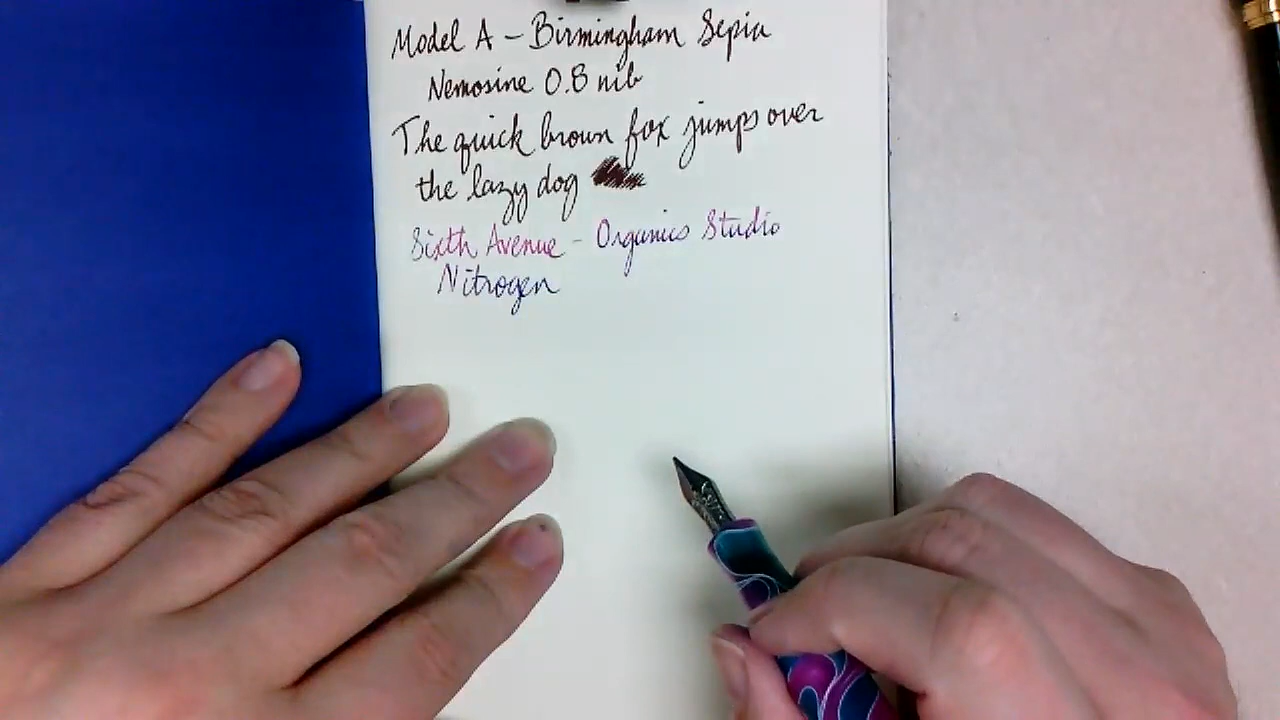 Model A - Birmingham Sepia
Nemosine 0.8 nib
The quick brown fox jumps over
the lazy dog
Sixth Avenue - Organics Studio
Nitrogen